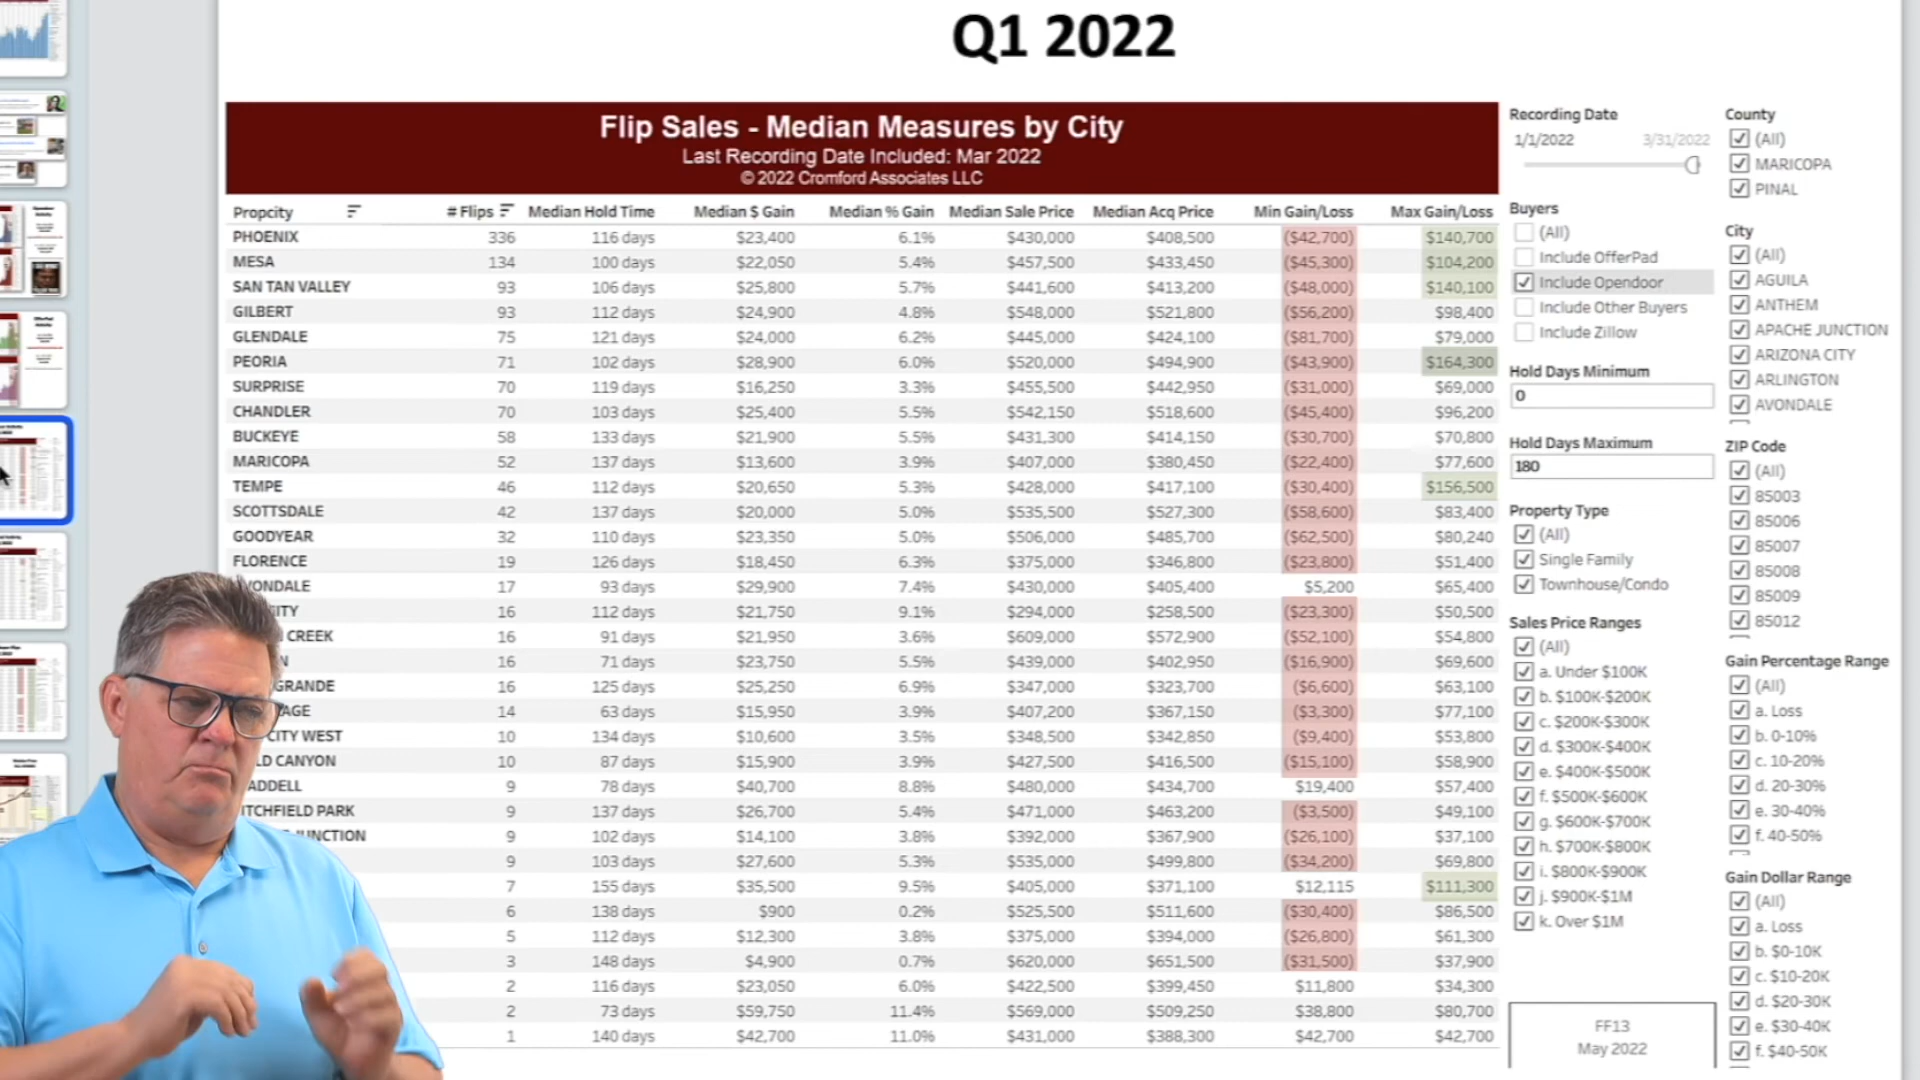 Q1 2022
Flip Sales - Median Measures by City
Last Recording Date Included: Mar 2022
© 2022 Cromford Associates LLC
Propcity # Flips Median Hold Time Median $ Gain Median % Gain Median Sale Price Median Acq Price Min Gain/Loss Max Gain/Loss
PHOENIX 336 116 days $23,400 6.1% $430,000 $408,500 ($42,700) $140,700
MESA 134 100 days $22,050 5.4% $457,500 $433,450 ($45,300) $104,200
SAN TAN VALLEY 93 106 days $25,800 5.7% $441,600 $413,200 ($48,000) $140,100
GILBERT 93 112 days $24,900 4.8% $548,000 $521,800 ($56,200) $98,400
GLENDALE 75 121 days $24,000 6.2% $445,000 $424,100 ($81,700) $79,000
PEORIA 71 102 days $28,900 6.0% $520,000 $494,900 ($43,900) $164,300
SURPRISE 70 119 days $16,250 3.3% $455,500 $442,950 ($31,000) $69,000
CHANDLER 70 103 days $25,400 5.5% $542,150 $518,600 ($45,400) $96,200
BUCKEYE 58 133 days $21,900 5.5% $431,300 $414,150 ($30,700) $70,800
MARICOPA 52 137 days $13,600 3.9% $407,000 $380,450 ($22,400) $77,600
TEMPE 46 112 days $20,650 5.3% $428,000 $417,100 ($30,400) $156,500
SCOTTSDALE 42 137 days $20,000 5.0% $535,500 $527,300 ($58,600) $83,400
GOODYEAR 32 110 days $23,350 5.0% $506,000 $485,700 ($62,500) $80,240
FLORENCE 19 126 days $18,450 6.3% $375,000 $346,800 ($23,800) $51,400
VONDALE 17 93 days $29,900 7.4% $430,000 $405,400 $5,200 $65,400
ITY 16 112 days $21,750 9.1% $294,000 $258,500 ($23,300) $50,500
CREEK 16 91 days $21,950 3.6% $609,000 $572,900 ($52,100) $54,800
N 16 71 days $23,750 5.5% $439,000 $402,950 ($16,900) $69,600
GRANDE 16 125 days $25,250 6.9% $347,000 $323,700 ($6,600) $63,100
AGE 14 63 days $15,950 3.9% $407,200 $367,150 ($3,300) $77,100
CITY WEST 10 134 days $10,600 3.5% $348,500 $342,850 ($9,400) $53,800
LD CANYON 10 87 days $15,900 3.9% $427,500 $416,500 ($15,100) $58,900
ADDELL 9 78 days $40,700 8.8% $480,000 $434,700 $19,400 $57,400
ITCHFIELD PARK 9 137 days $26,700 5.4% $471,000 $463,200 ($3,500) $49,100
JUNCTION 9 102 days $14,100 3.8% $392,000 $367,900 ($26,100) $37,100
9 103 days $27,600 5.3% $535,000 $499,800 ($34,200) $69,800
7 155 days $35,500 9.5% $405,000 $371,100 $12,115 $111,300
6 138 days $900 0.2% $525,500 $511,600 ($30,400) $86,500
5 112 days $12,300 3.8% $375,000 $394,000 ($26,800) $61,300
3 148 days $4,900 0.7% $620,000 $651,500 ($31,500) $37,900
2 116 days $23,050 6.0% $422,500 $399,450 $11,800 $34,300
2 73 days $59,750 11.4% $569,000 $509,250 $38,800 $80,700
1 140 days $42,700 11.0% $431,000 $388,300 $42,700 $42,700
Recording Date
1/1/2022 3/31/2022
Buyers
(All)
Include OfferPad
Include Opendoor
Include Other Buyers
Include Zillow
Hold Days Minimum
0
Hold Days Maximum
180
Property Type
(All)
Single Family
Townhouse/Condo
Sales Price Ranges
(All)
a. Under $100K
b. $100K-$200K
c. $200K-$300K
d. $300K-$400K
e. $400K-$500K
f. $500K-$600K
g. $600K-$700K
h. $700K-$800K
i. $800K-$900K
j. $900K-$1M
k. Over $1M
FF13
May 2022
County
(All)
MARICOPA
PINAL
City
(All)
AGUILA
ANTHEM
APACHE JUNCTION
ARIZONA CITY
ARLINGTON
AVONDALE
ZIP Code
(All)
85003
85006
85007
85008
85009
85012
Gain Percentage Range
(All)
a. Loss
b. 0-10%
c. 10-20%
d. 20-30%
e. 30-40%
f. 40-50%
Gain Dollar Range
(All)
a. Loss
b. $0-10K
c. $10-20K
d. $20-30K
e. $30-40K
f. $40-50K